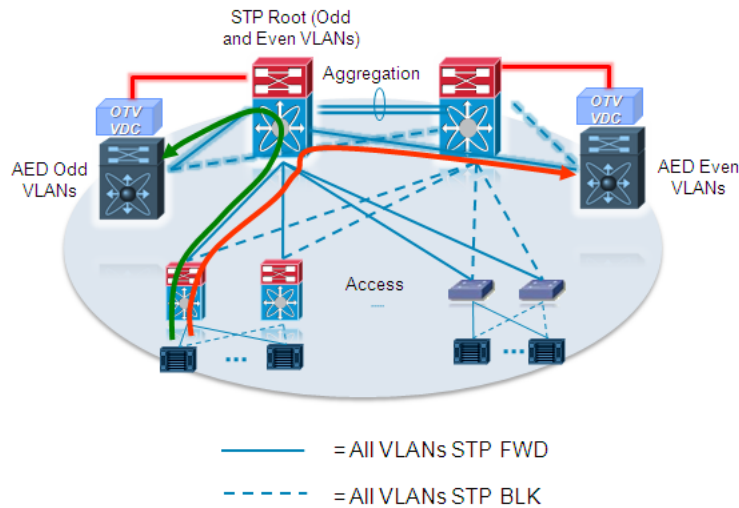 STP Root (Odd
and Even VLANs)
Aggregation
OTV
VDC
OTV
VDC
AED Odd
VLANs
AED Even
VLANs
Access
...
...
= All VLANs STP FWD
= All VLANs STP BLK